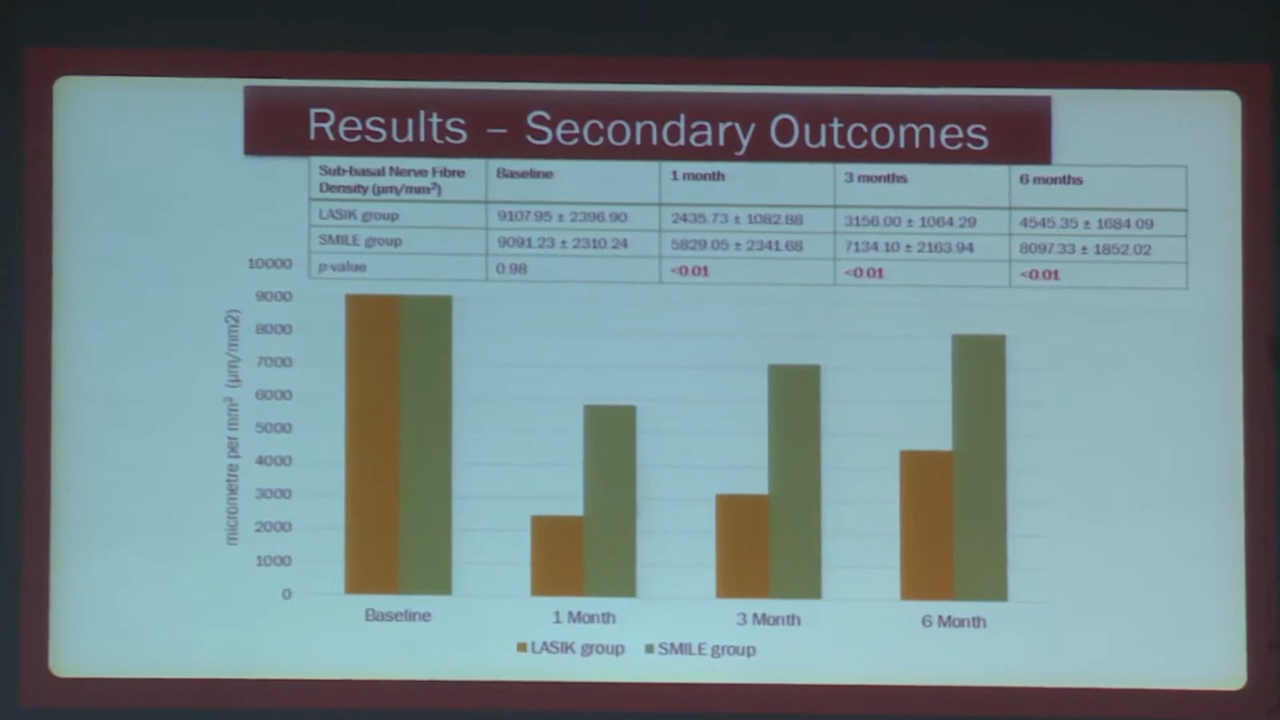 Results – Secondary Outcomes
Sub-basal Nerve Fibre Density (µm/mm²) Baseline 1 month 3 months 6 months
LASIK group 9107.95 ± 2396.90 2435.73 ± 1082.88 3156.00 ± 1064.29 4545.35 ± 1684.09
SMILE group 9091.23 ± 2310.24 5829.05 ± 2341.68 7134.10 ± 2163.94 8097.33 ± 1852.02
p-value 0.98 <0.01 <0.01 <0.01
micrometre per mm² (µm/mm2)
10000
9000
8000
7000
6000
5000
4000
3000
2000
1000
0
Baseline 1 Month 3 Month 6 Month
LASIK group SMILE group